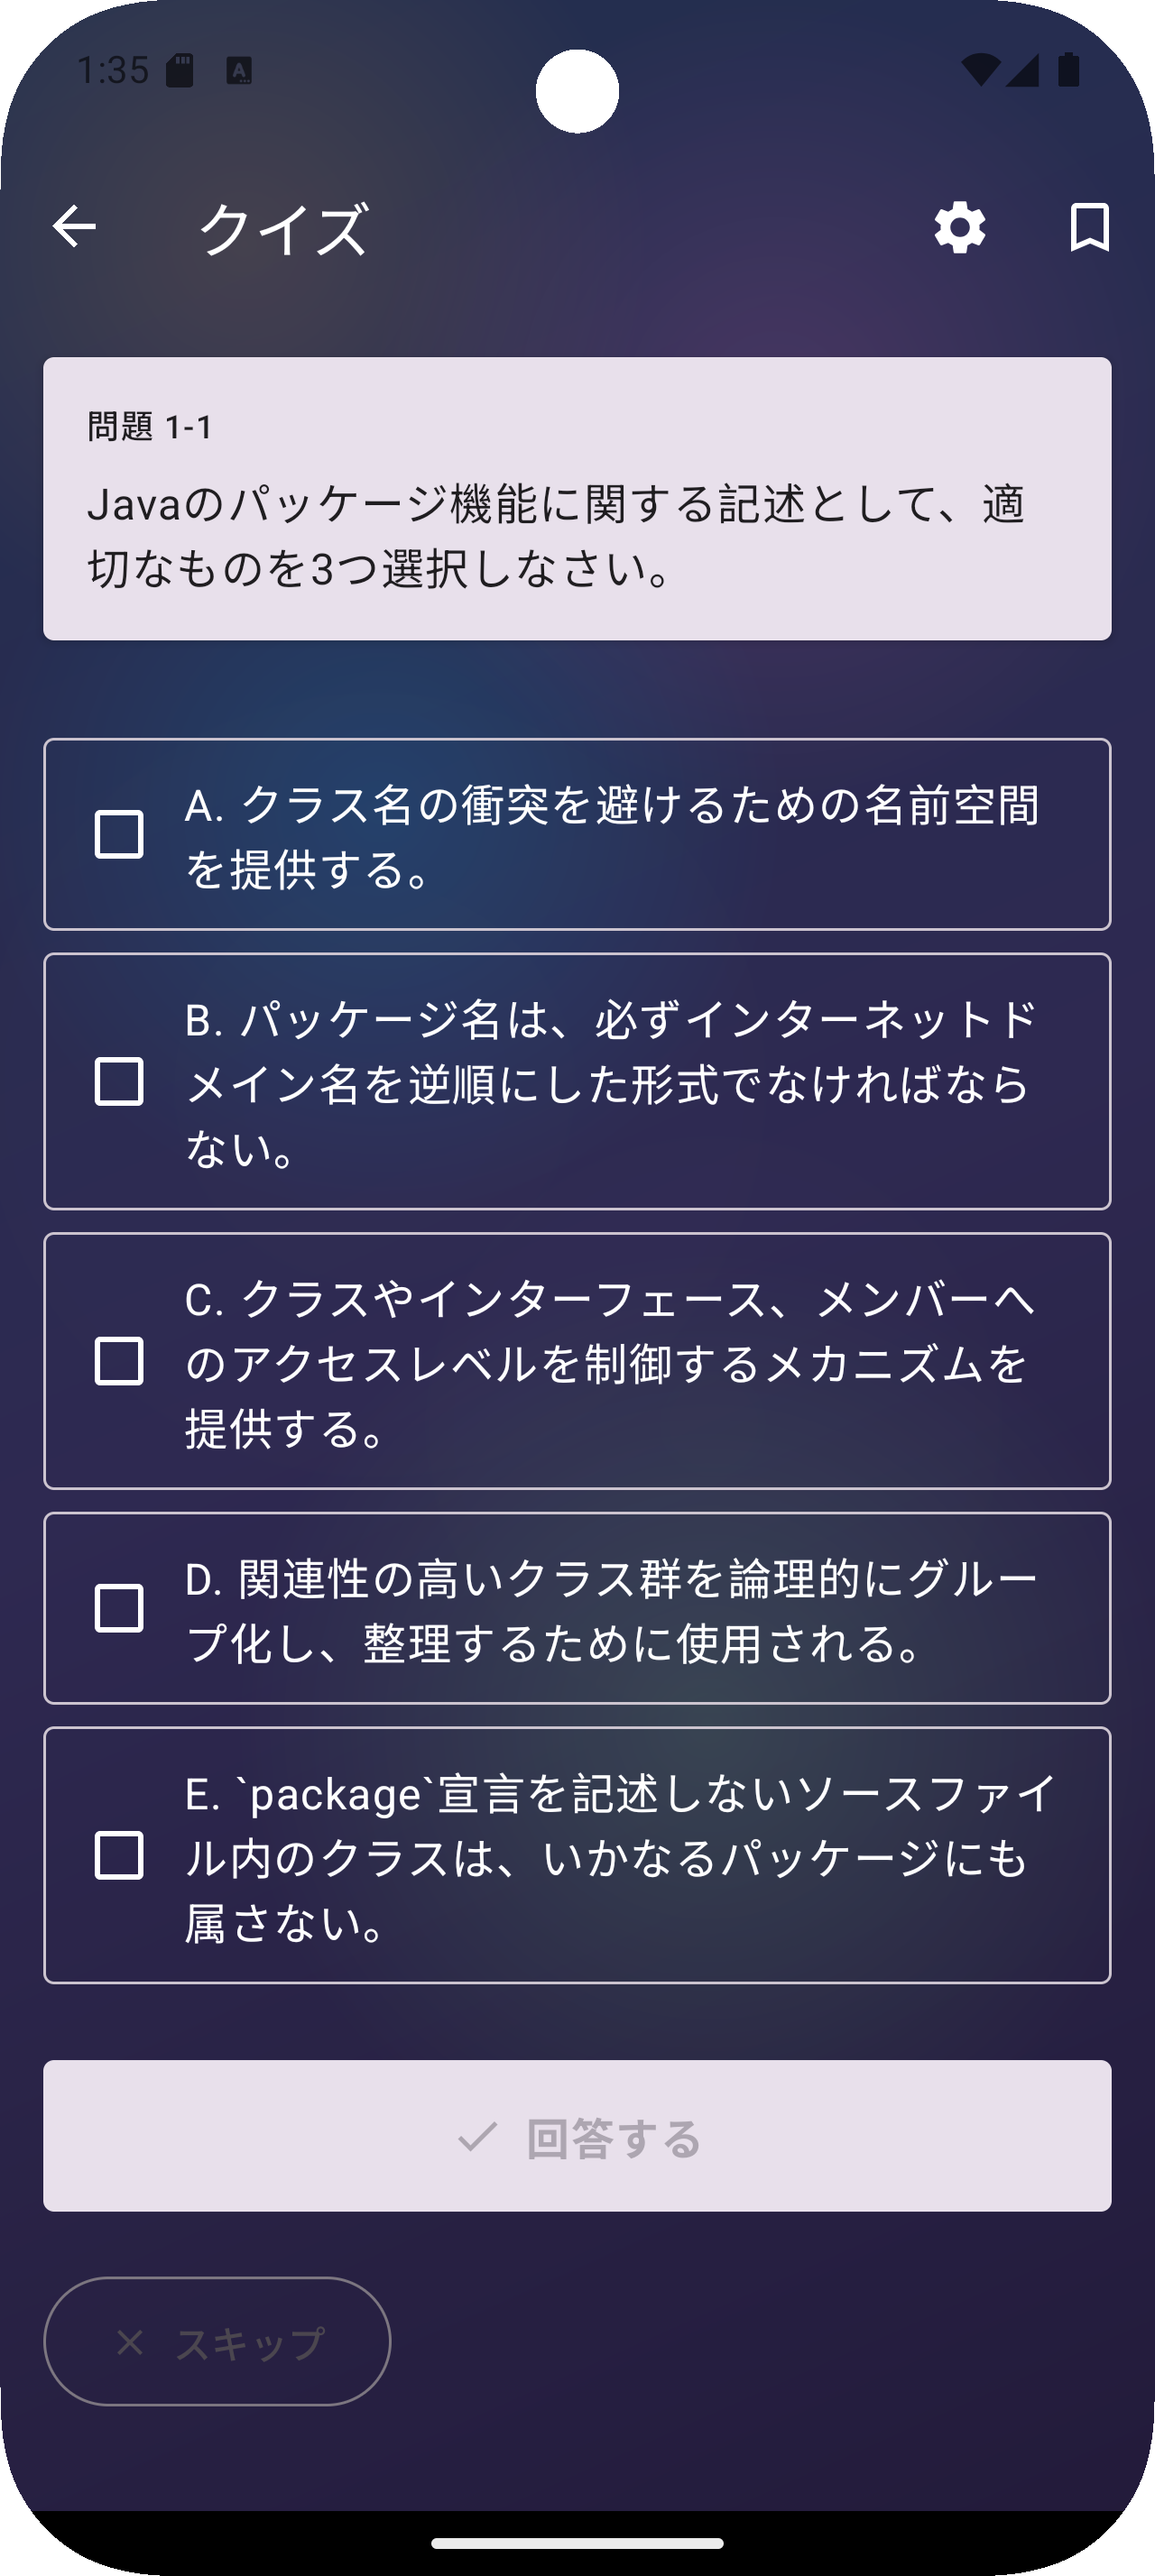 1:35
クイズ
問題 1-1
Javaのパッケージ機能に関する記述として、適
切なものを3つ選択しなさい。
A. クラス名の衝突を避けるための名前空間
を提供する。
B. パッケージ名は、必ずインターネットド
メイン名を逆順にした形式でなければなら
ない。
C. クラスやインターフェース、メンバーへ
のアクセスレベルを制御するメカニズムを
提供する。
D. 関連性の高いクラス群を論理的にグルー
プ化し、整理するために使用される。
E. `package`宣言を記述しないソースファイ
ル内のクラスは、いかなるパッケージにも
属さない。
回答する
スキップ